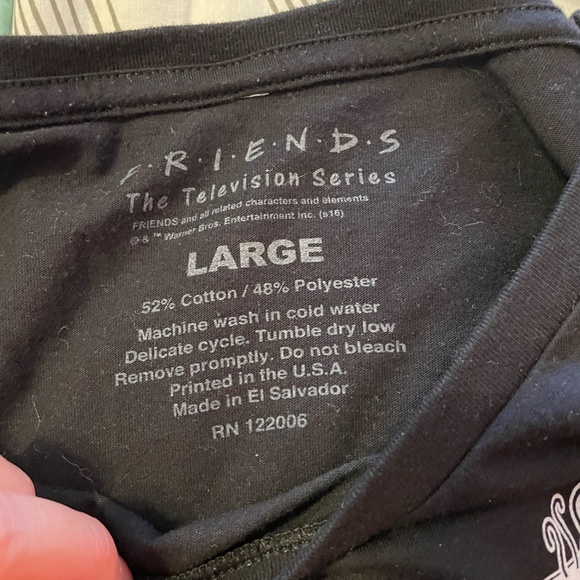 F·R·I·E·N·D·S
The Television Series
FRIENDS and all related characters and elements
© & ™ Warner Bros. Entertainment Inc. (s16)
LARGE
52% Cotton / 48% Polyester
Machine wash in cold water
Delicate cycle. Tumble dry low
Remove promptly. Do not bleach
Printed in the U.S.A.
Made in El Salvador
RN 122006